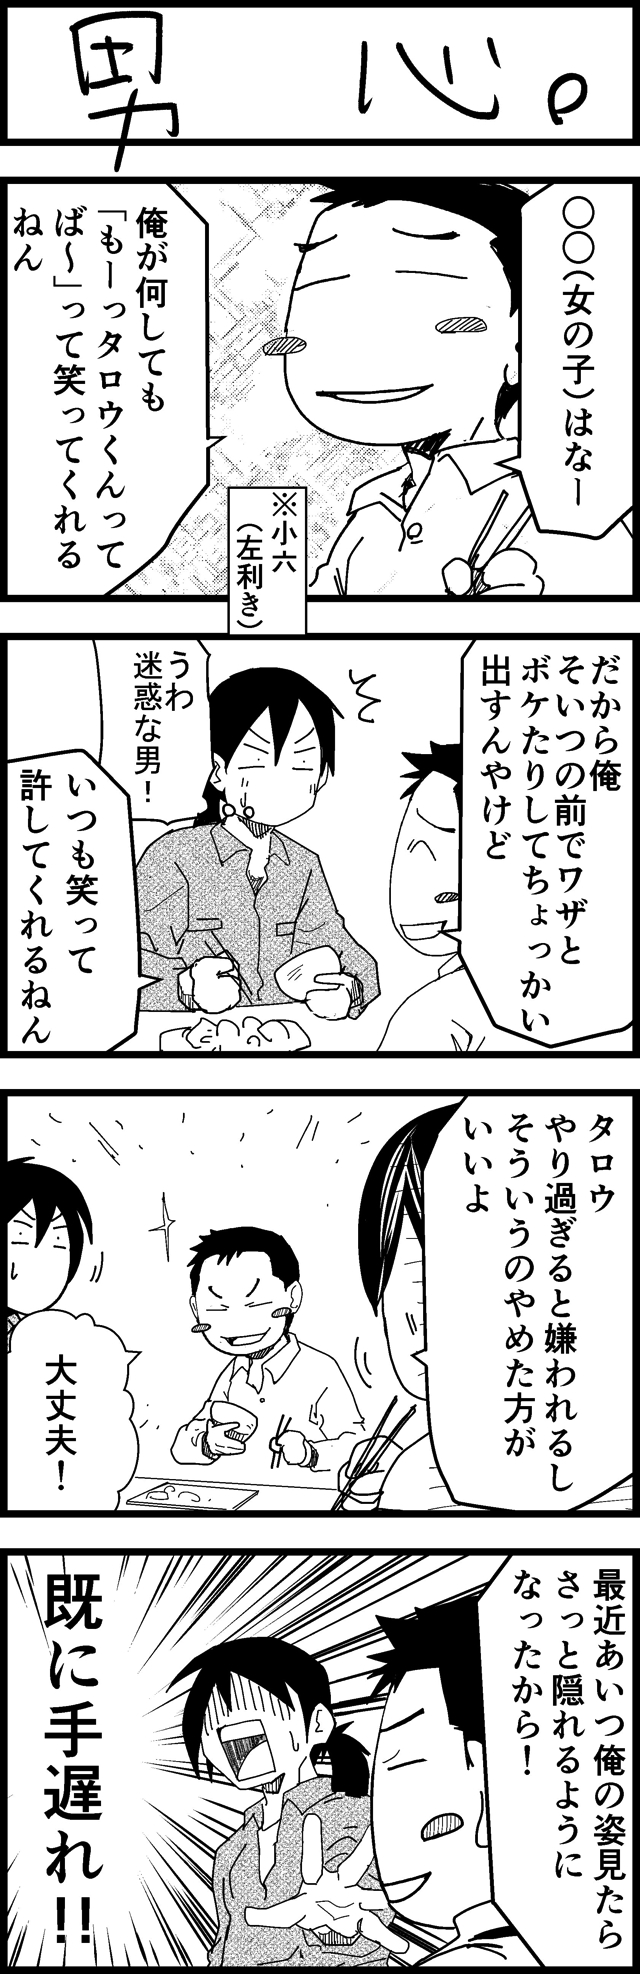 男心。
○○(女の子)はなー
俺が何しても
「もーっタロウくんって
ば～」って笑ってくれる
ねん
※小六
(左利き)
だから俺
そいつの前でワザと
ボケたりしてちょっかい
出すんやけど
うわ
迷惑な男!
いつも笑って
許してくれるねん
タロウ
やり過ぎると嫌われるし
そういうのやめた方が
いいよ
大丈夫!
最近あいつ俺の姿見たら
さっと隠れるように
なったから!
既に手遅れ!!